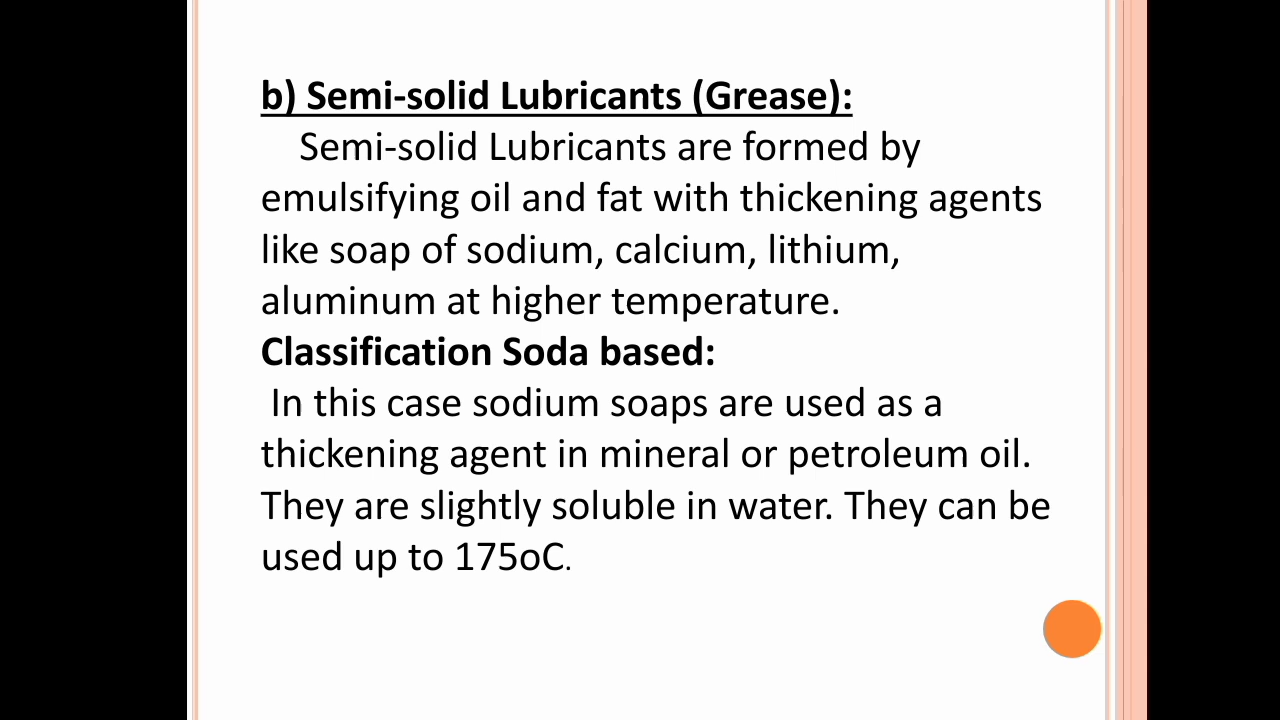 b) Semi-solid Lubricants (Grease):
Semi-solid Lubricants are formed by
emulsifying oil and fat with thickening agents
like soap of sodium, calcium, lithium,
aluminum at higher temperature.
Classification Soda based:
In this case sodium soaps are used as a
thickening agent in mineral or petroleum oil.
They are slightly soluble in water. They can be
used up to 175oC.